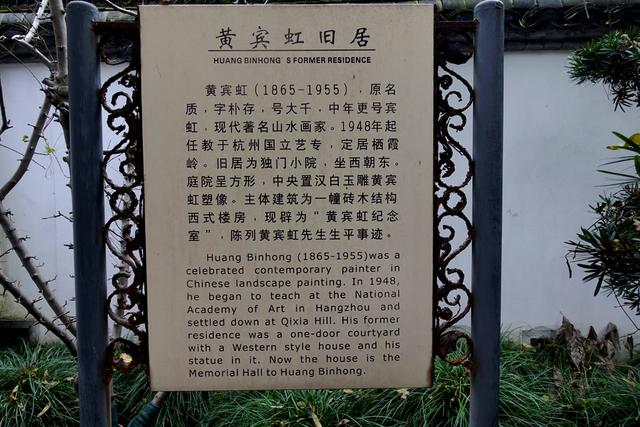 黄宾虹旧居
HUANG BINHONG'S FORMER RESIDENCE
黄宾虹(1865-1955),原名
质,字朴存,号大千,中年更号宾
虹,现代著名山水画家。1948年起
任教于杭州国立艺专,定居栖霞
岭。旧居为独门小院,坐西朝东。
庭院呈方形,中央置汉白玉雕黄宾
虹塑像。主体建筑为一幢砖木结构
西式楼房,现辟为“黄宾虹纪念
室”,陈列黄宾虹先生生平事迹。
Huang Binhong (1865-1955)was a
celebrated contemporary painter in
Chinese landscape painting. In 1948,
he began to teach at the National
Academy of Art in Hangzhou and
settled down at Qixia Hill. His former
residence was a one-door courtyard
with a Western style house and his
statue in it. Now the house is the
Memorial Hall to Huang Binhong.